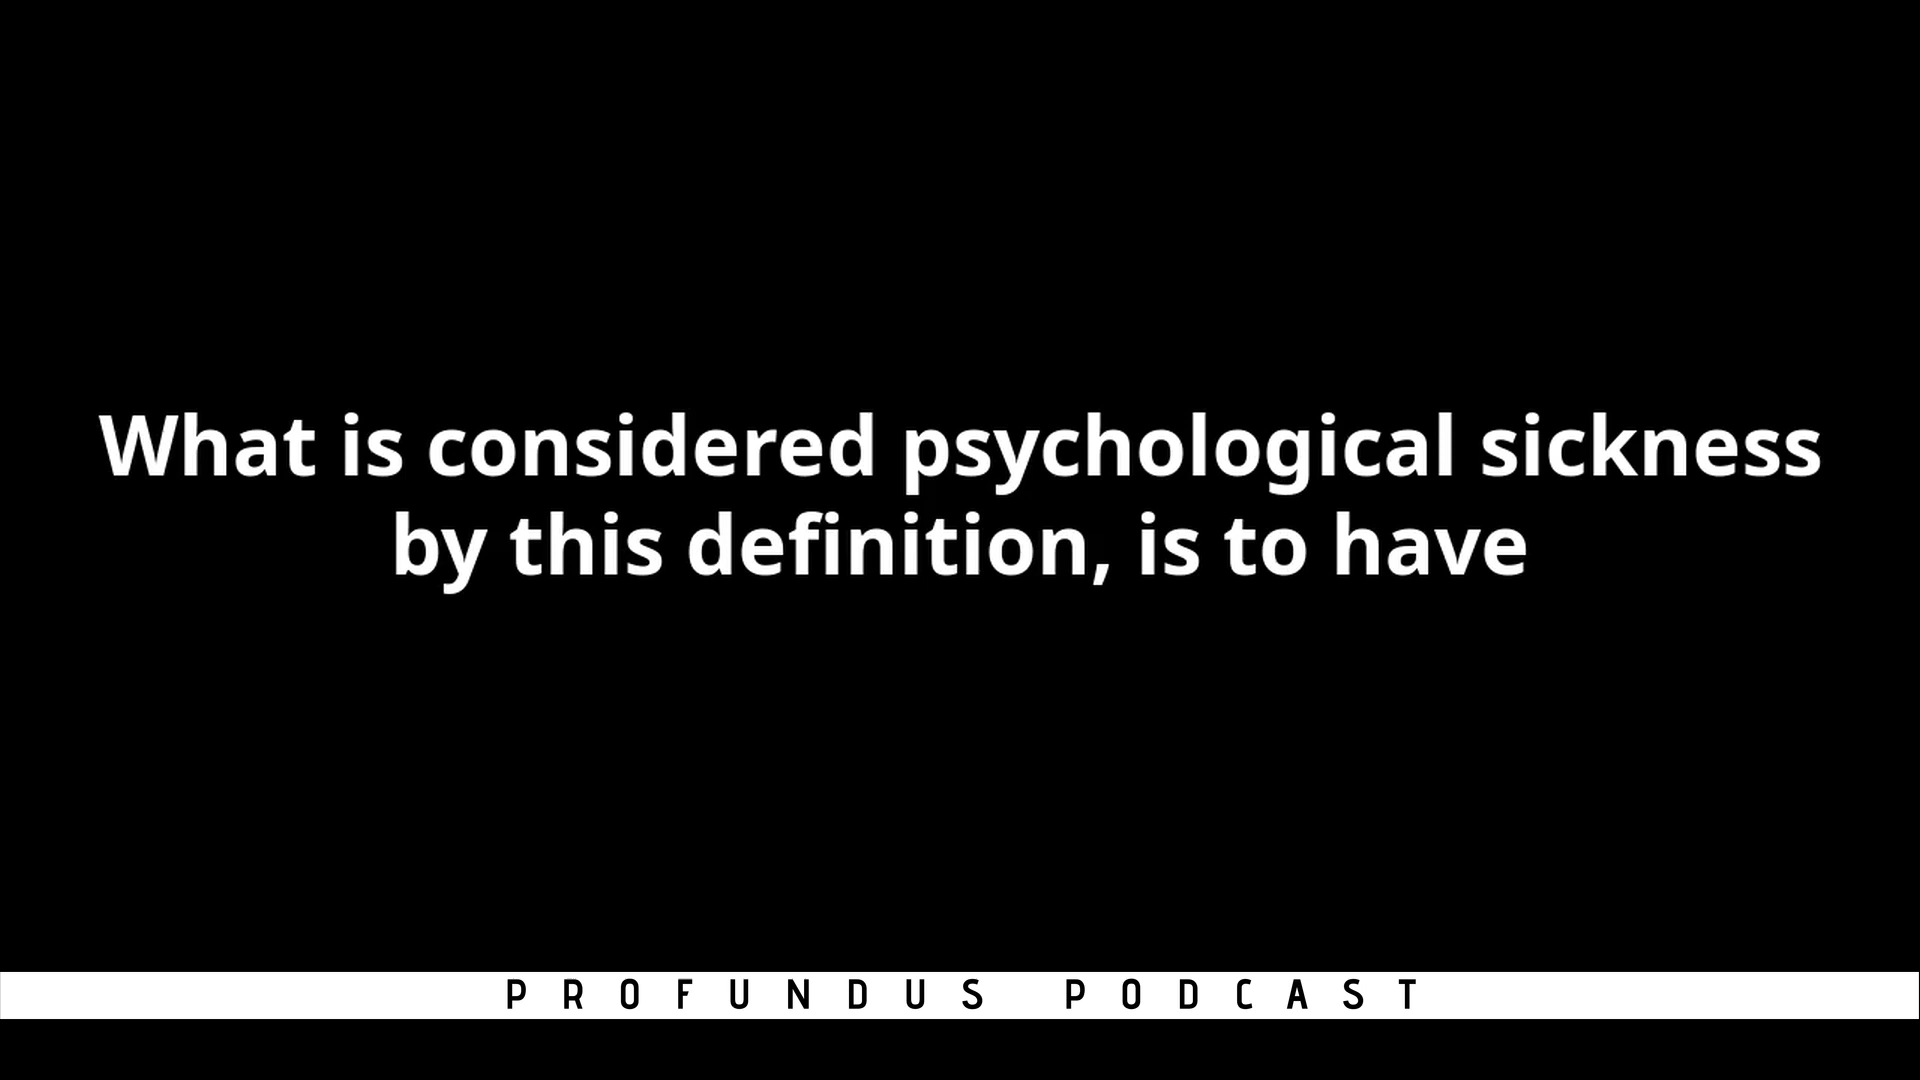 What is considered psychological sickness
by this definition, is to have
PROFUNDUS PODCAST